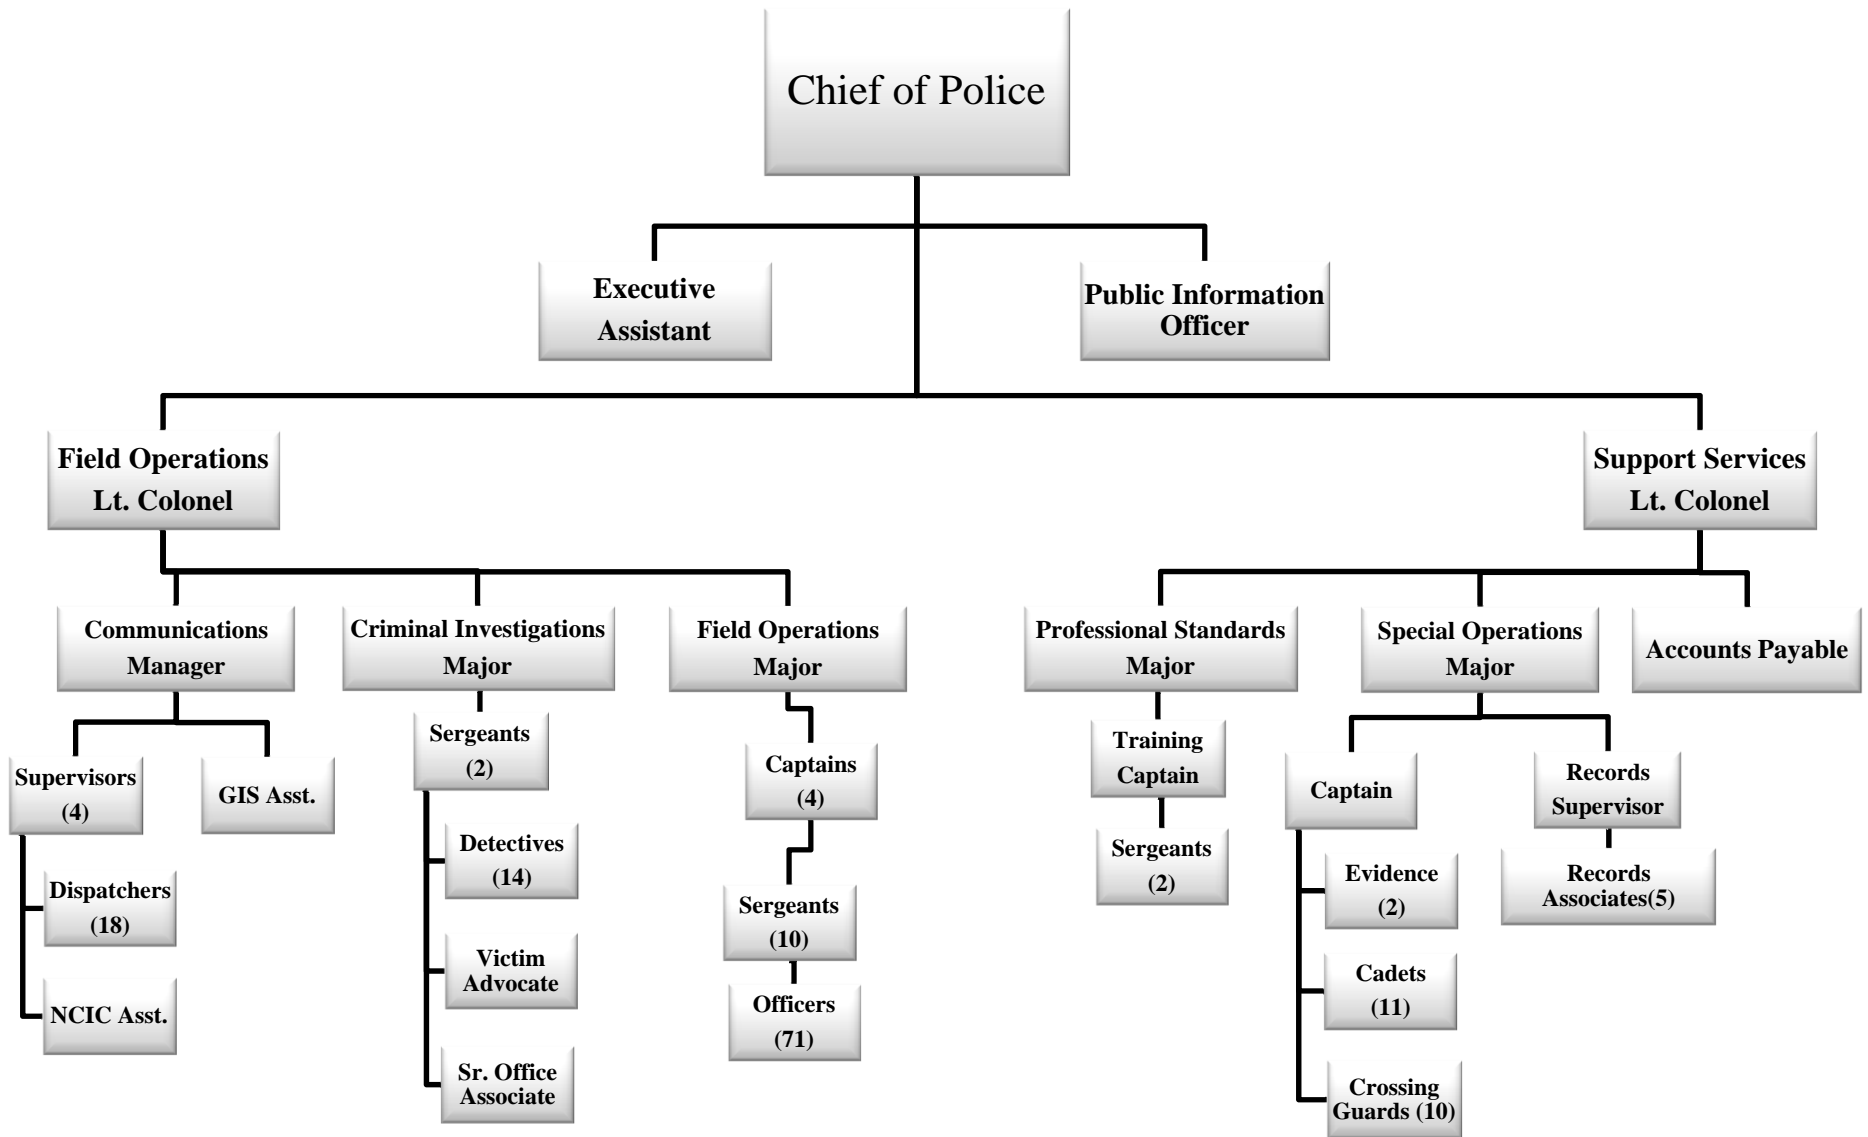 Chief of Police
Executive
Assistant
Public Information
Officer
Field Operations
Lt. Colonel
Support Services
Lt. Colonel
Communications
Manager
Criminal Investigations
Major
Field Operations
Major
Professional Standards
Major
Special Operations
Major
Accounts Payable
Supervisors
(4)
GIS Asst.
Dispatchers
(18)
NCIC Asst.
Sergeants
(2)
Detectives
(14)
Victim
Advocate
Sr. Office
Associate
Captains
(4)
Sergeants
(10)
Officers
(71)
Training
Captain
Sergeants
(2)
Captain
Evidence
(2)
Cadets
(11)
Crossing
Guards (10)
Records
Supervisor
Records
Associates(5)